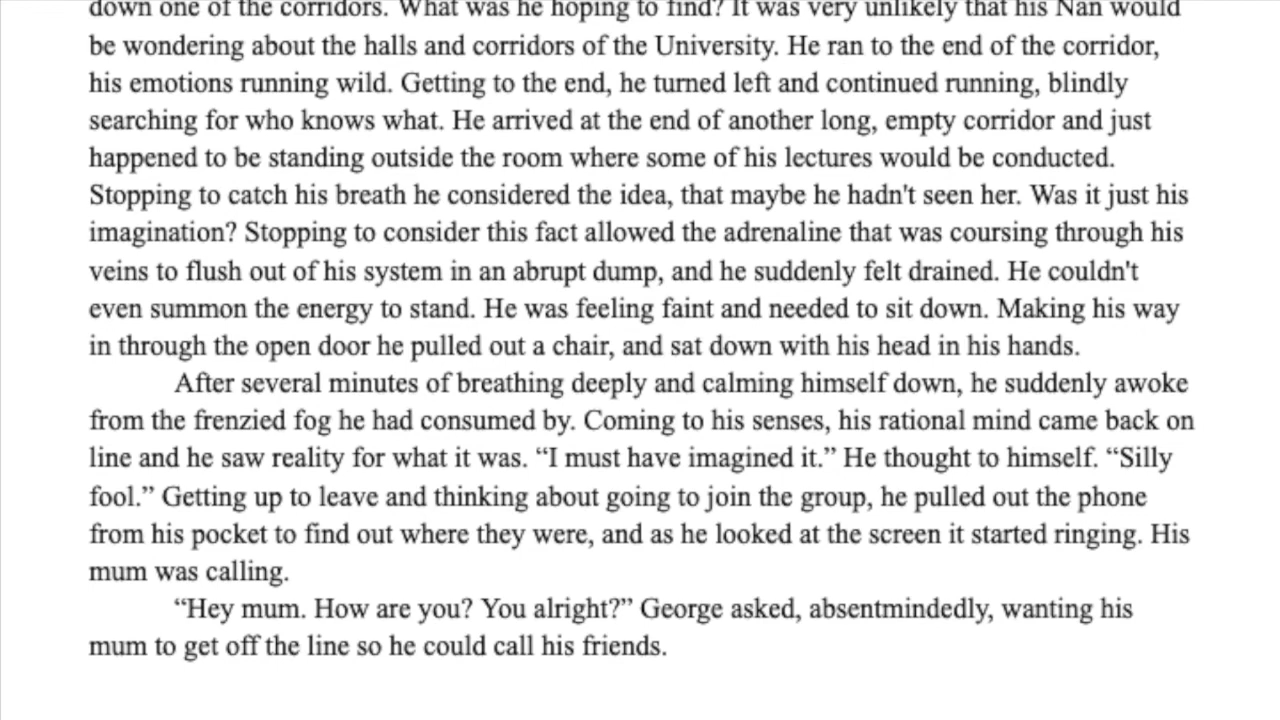 down one of the corridors. What was he hoping to find? It was very unlikely that his Nan would
be wondering about the halls and corridors of the University. He ran to the end of the corridor,
his emotions running wild. Getting to the end, he turned left and continued running, blindly
searching for who knows what. He arrived at the end of another long, empty corridor and just
happened to be standing outside the room where some of his lectures would be conducted.
Stopping to catch his breath he considered the idea, that maybe he hadn't seen her. Was it just his
imagination? Stopping to consider this fact allowed the adrenaline that was coursing through his
veins to flush out of his system in an abrupt dump, and he suddenly felt drained. He couldn't
even summon the energy to stand. He was feeling faint and needed to sit down. Making his way
in through the open door he pulled out a chair, and sat down with his head in his hands.
After several minutes of breathing deeply and calming himself down, he suddenly awoke
from the frenzied fog he had consumed by. Coming to his senses, his rational mind came back on
line and he saw reality for what it was. “I must have imagined it.” He thought to himself. “Silly
fool.” Getting up to leave and thinking about going to join the group, he pulled out the phone
from his pocket to find out where they were, and as he looked at the screen it started ringing. His
mum was calling.
“Hey mum. How are you? You alright?” George asked, absentmindedly, wanting his
mum to get off the line so he could call his friends.